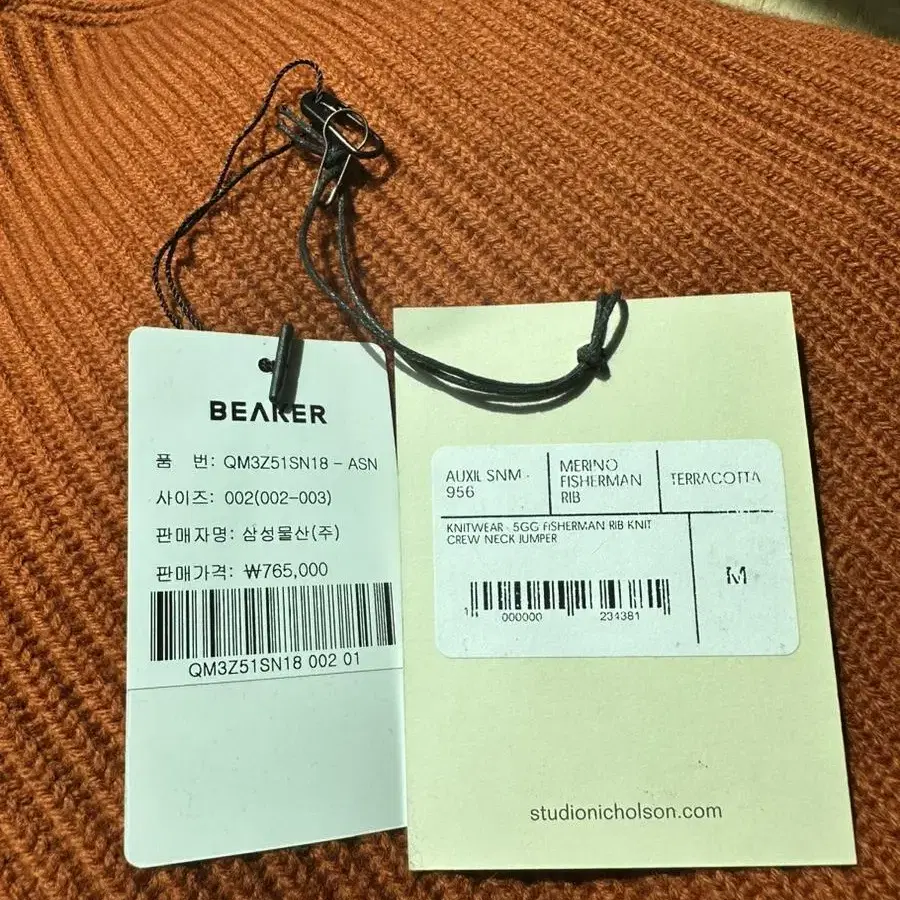 BEAKER
품 번: QM3Z51SN18 - ASN
사이즈: 002(002-003)
판매자명: 삼성물산(주)
판매가격: ₩765,000
QM3Z51SN18 002 01
AUXIL SNM -
956
MERINO
FISHERMAN
RIB
TERRACOTTA
KNITWEAR - 5GG FISHERMAN RIB KNIT
CREW NECK JUMPER
M
1 000000 234381
studionicholson.com